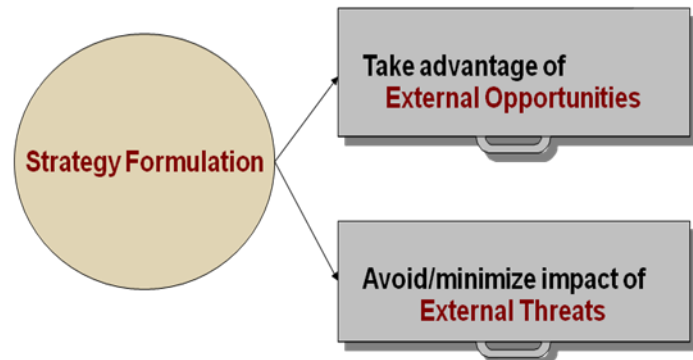 Strategy Formulation
Take advantage of
External Opportunities
Avoid/minimize impact of
External Threats